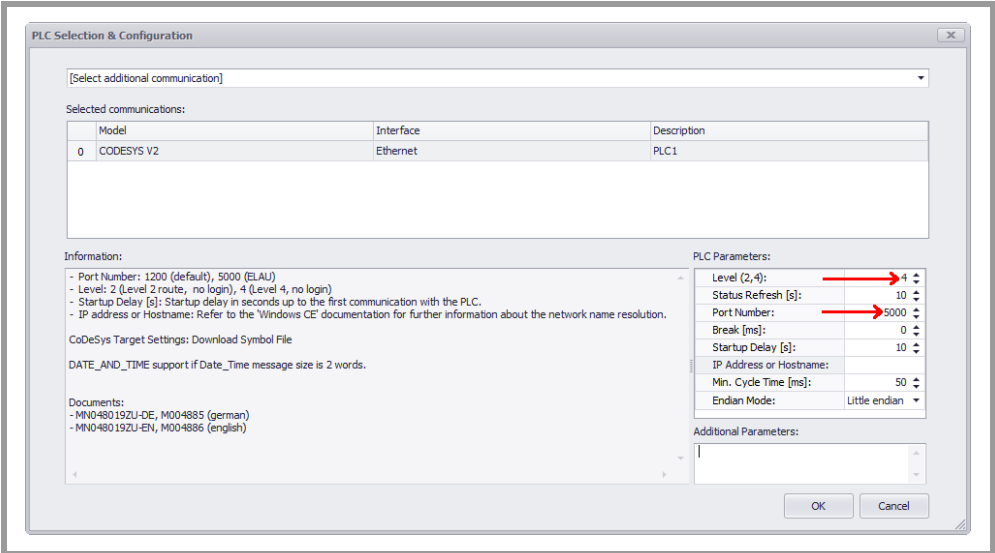 PLC Selection & Configuration
[Select additional communication]
Selected communications:
Model Interface Description
0 CODESYS V2 Ethernet PLC1
Information:
- Port Number: 1200 (default), 5000 (ELAU)
- Level: 2 (Level 2 route,  no login), 4 (Level 4, no login)
- Startup Delay [s]: Startup delay in seconds up to the first communication with the PLC.
- IP address or Hostname: Refer to the 'Windows CE' documentation for further information about the network name resolution.
CoDeSys Target Settings: Download Symbol File
DATE_AND_TIME support if Date_Time message size is 2 words.
Documents:
- MN048019ZU-DE, M004885 (german)
- MN048019ZU-EN, M004886 (english)
PLC Parameters:
Level (2,4): 4
Status Refresh [s]: 10
Port Number: 5000
Break [ms]: 0
Startup Delay [s]: 10
IP Address or Hostname:
Min. Cycle Time [ms]: 50
Endian Mode: Little endian
Additional Parameters:
OK Cancel